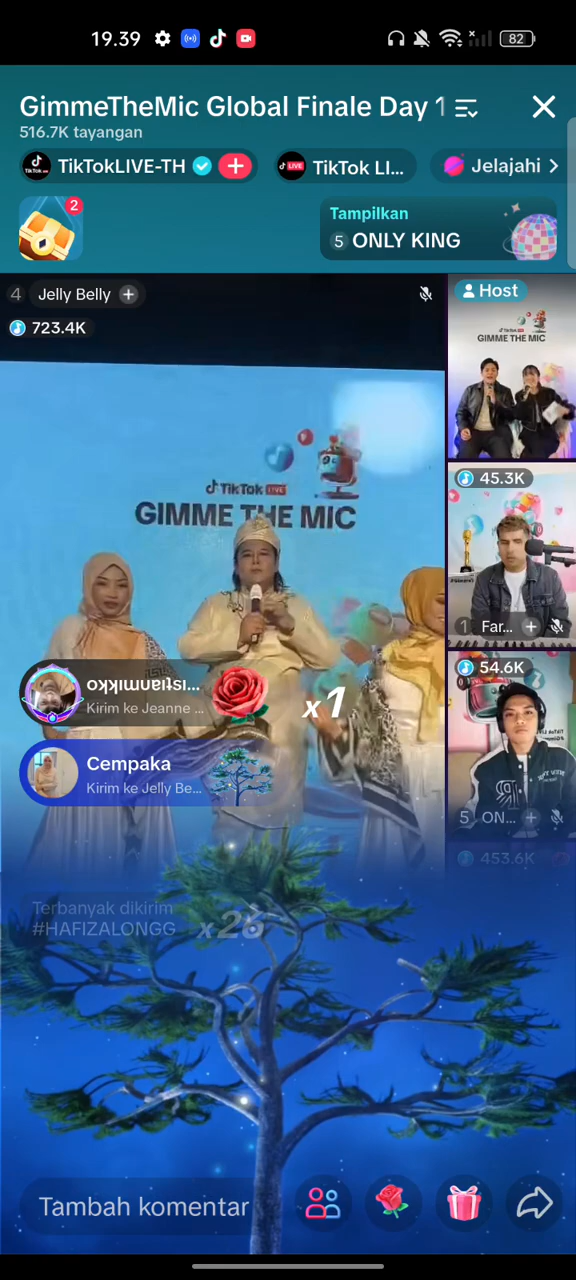 19.39
82
GimmeTheMic Global Finale Day 1
516.7K tayangan
TikTokLIVE-TH
TikTok LI...
Jelajahi
2
Tampilkan
5 ONLY KING
4 Jelly Belly
723.4K
Host
TikTok LIVE
GIMME THE MIC
TikTok LIVE
GIMME THE MIC
45.3K
1 Far...
54.6K
5 ON...
453.6K
Kirim ke Jeanne ...
x1
Cempaka
Kirim ke Jelly Be...
Terbanyak dikirim
#HAFIZALONGG
x26
Tambah komentar